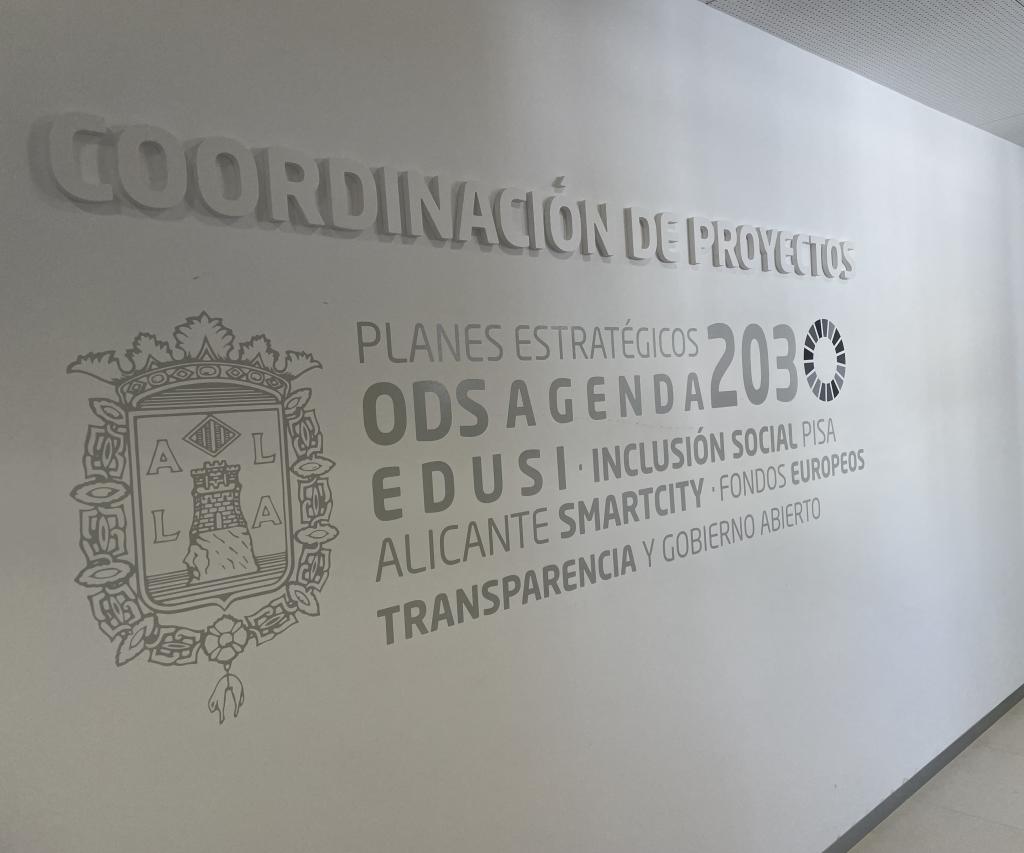 COORDINACIÓN DE PROYECTOS
PLANES ESTRATÉGICOS 2030
ODS AGENDA
EDUSI · INCLUSIÓN SOCIAL PISA
ALICANTE SMARTCITY · FONDOS EUROPEOS
TRANSPARENCIA Y GOBIERNO ABIERTO
A L
L A